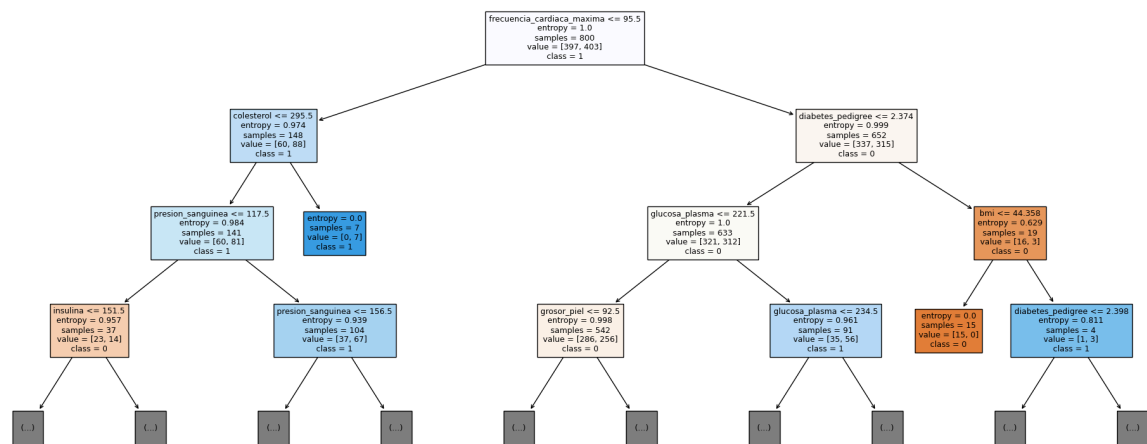 frecuencia_cardiaca_maxima <= 95.5
entropy = 1.0
samples = 800
value = [397, 403]
class = 1
colesterol <= 295.5
entropy = 0.974
samples = 148
value = [60, 88]
class = 1
diabetes_pedigree <= 2.374
entropy = 0.999
samples = 652
value = [337, 315]
class = 0
presion_sanguinea <= 117.5
entropy = 0.984
samples = 141
value = [60, 81]
class = 1
entropy = 0.0
samples = 7
value = [0, 7]
class = 1
glucosa_plasma <= 221.5
entropy = 1.0
samples = 633
value = [321, 312]
class = 0
bmi <= 44.358
entropy = 0.629
samples = 19
value = [16, 3]
class = 0
insulina <= 151.5
entropy = 0.957
samples = 37
value = [23, 14]
class = 0
presion_sanguinea <= 156.5
entropy = 0.939
samples = 104
value = [37, 67]
class = 1
grosor_piel <= 92.5
entropy = 0.998
samples = 542
value = [286, 256]
class = 0
glucosa_plasma <= 234.5
entropy = 0.961
samples = 91
value = [35, 56]
class = 1
entropy = 0.0
samples = 15
value = [15, 0]
class = 0
diabetes_pedigree <= 2.398
entropy = 0.811
samples = 4
value = [1, 3]
class = 1
(...)
(...)
(...)
(...)
(...)
(...)
(...)
(...)
(...)
(...)